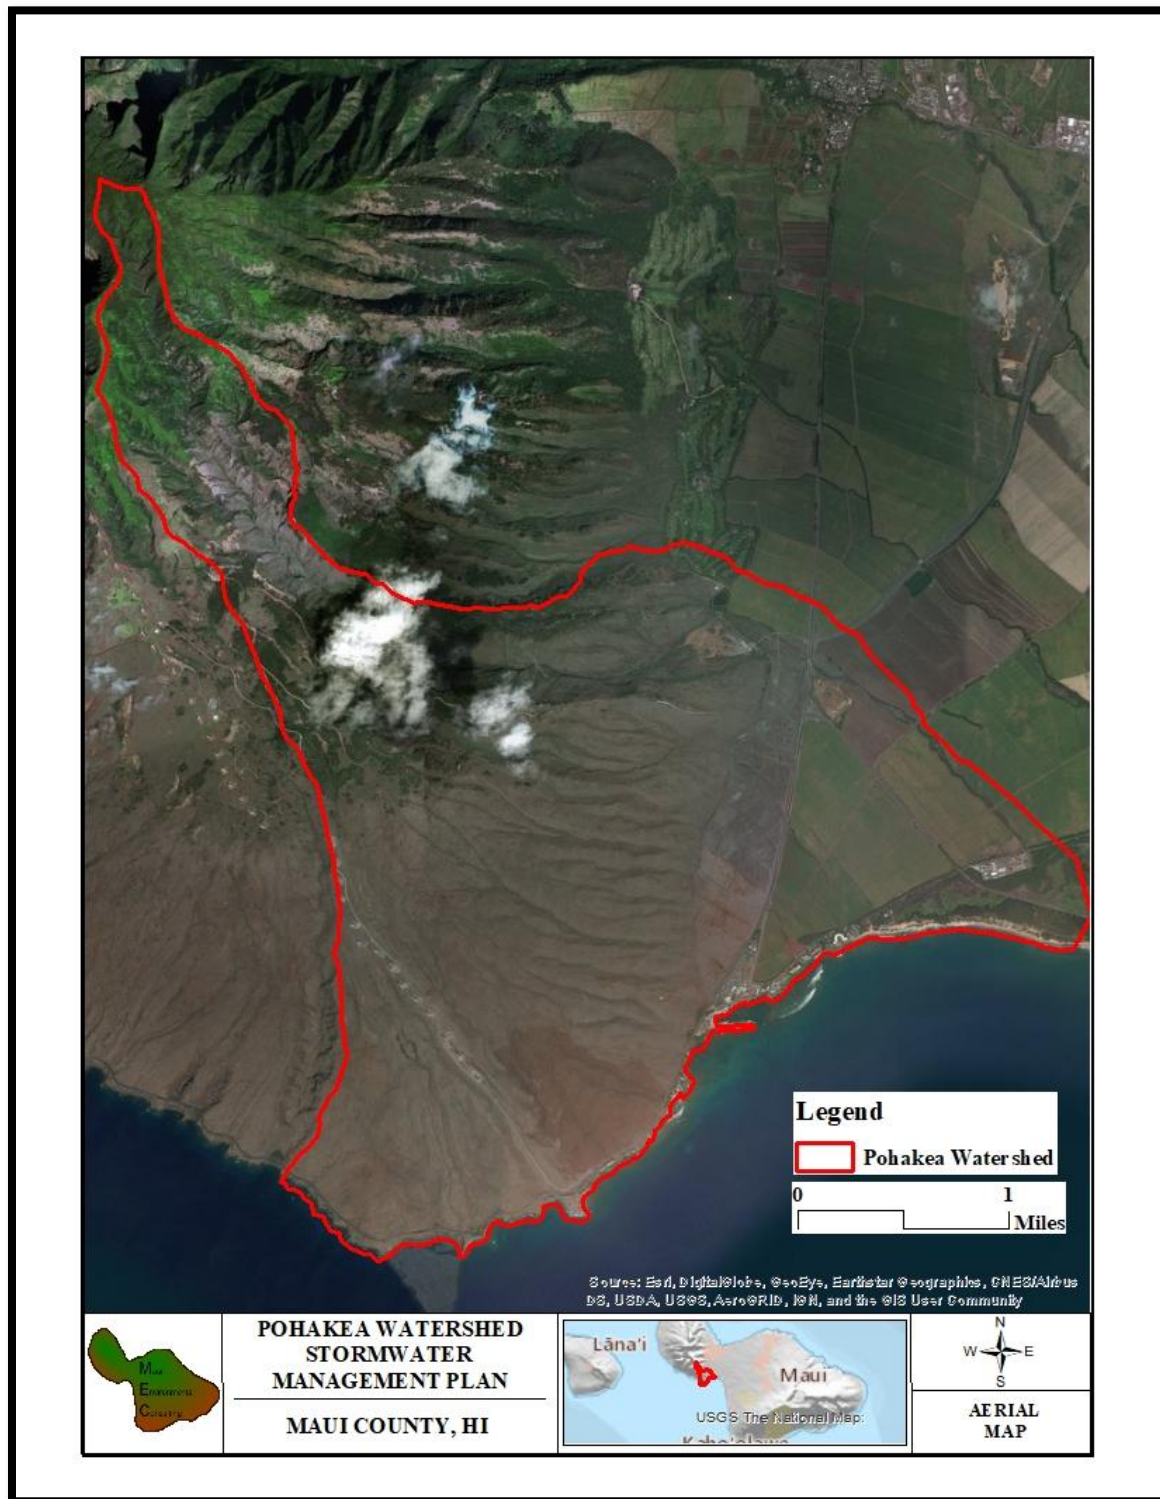 Legend
Pohakea Watershed
0 1
Miles
Source: Esri, DigitalGlobe, GeoEye, Earthstar Geographics, CNES/Airbus
DS, USDA, USGS, AeroGRID, IGN, and the GIS User Community
Maui
Environment
POHAKEA WATERSHED
STORMWATER
MANAGEMENT PLAN
MAUI COUNTY, HI
Lāna'i
Maui
USGS The National Map:
N
W E
S
AERIAL
MAP